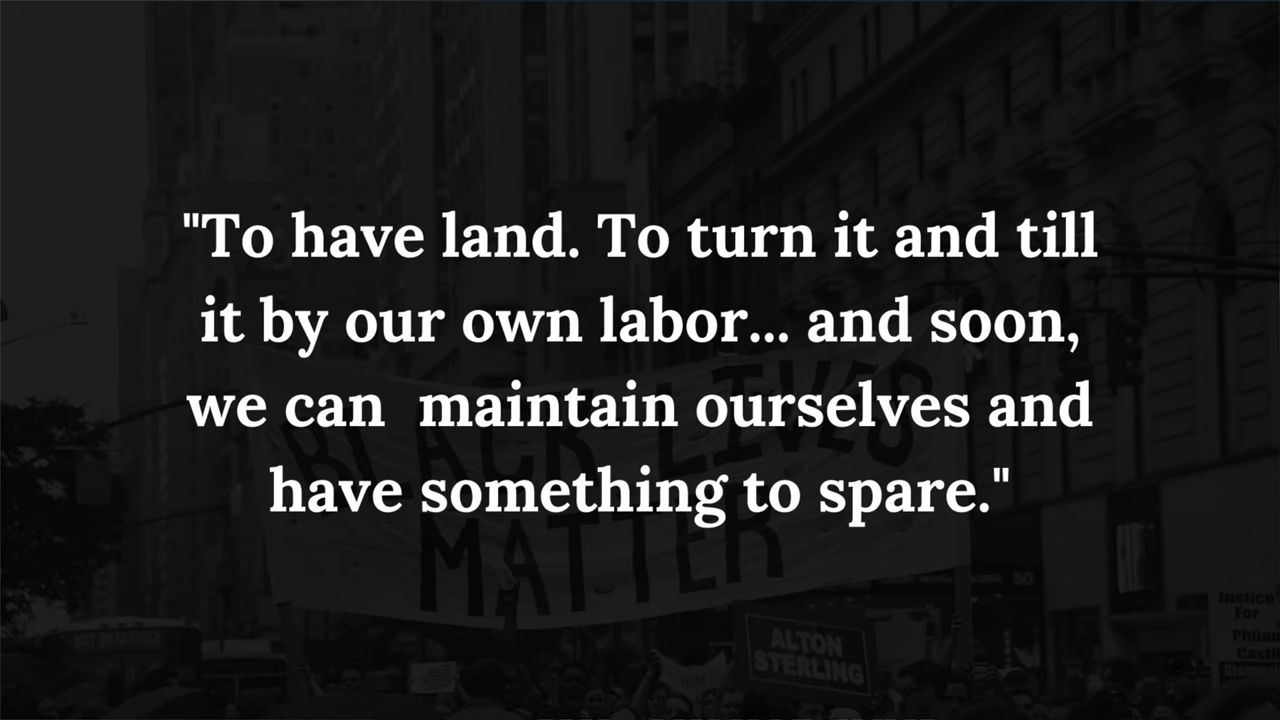 "To have land. To turn it and till
it by our own labor... and soon,
we can  maintain ourselves and
have something to spare."
BLACK LIVES
MATTER
50
ALTON
STERLING
Justice
For